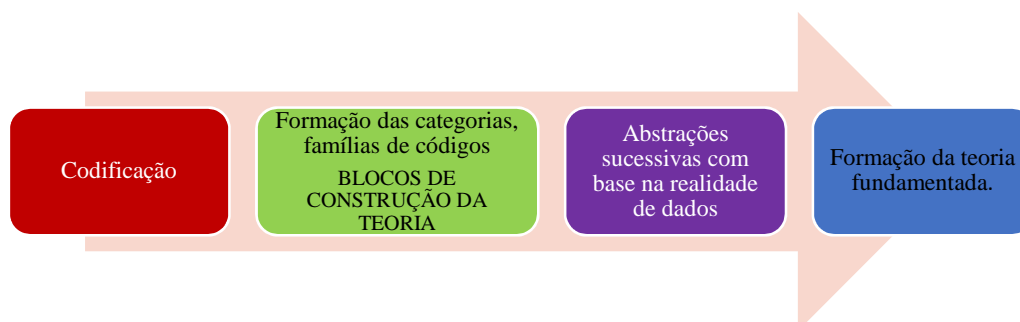 Codificação
Formação das categorias,
famílias de códigos
BLOCOS DE
CONSTRUÇÃO DA
TEORIA
Abstrações
sucessivas com
base na realidade
de dados
Formação da teoria
fundamentada.